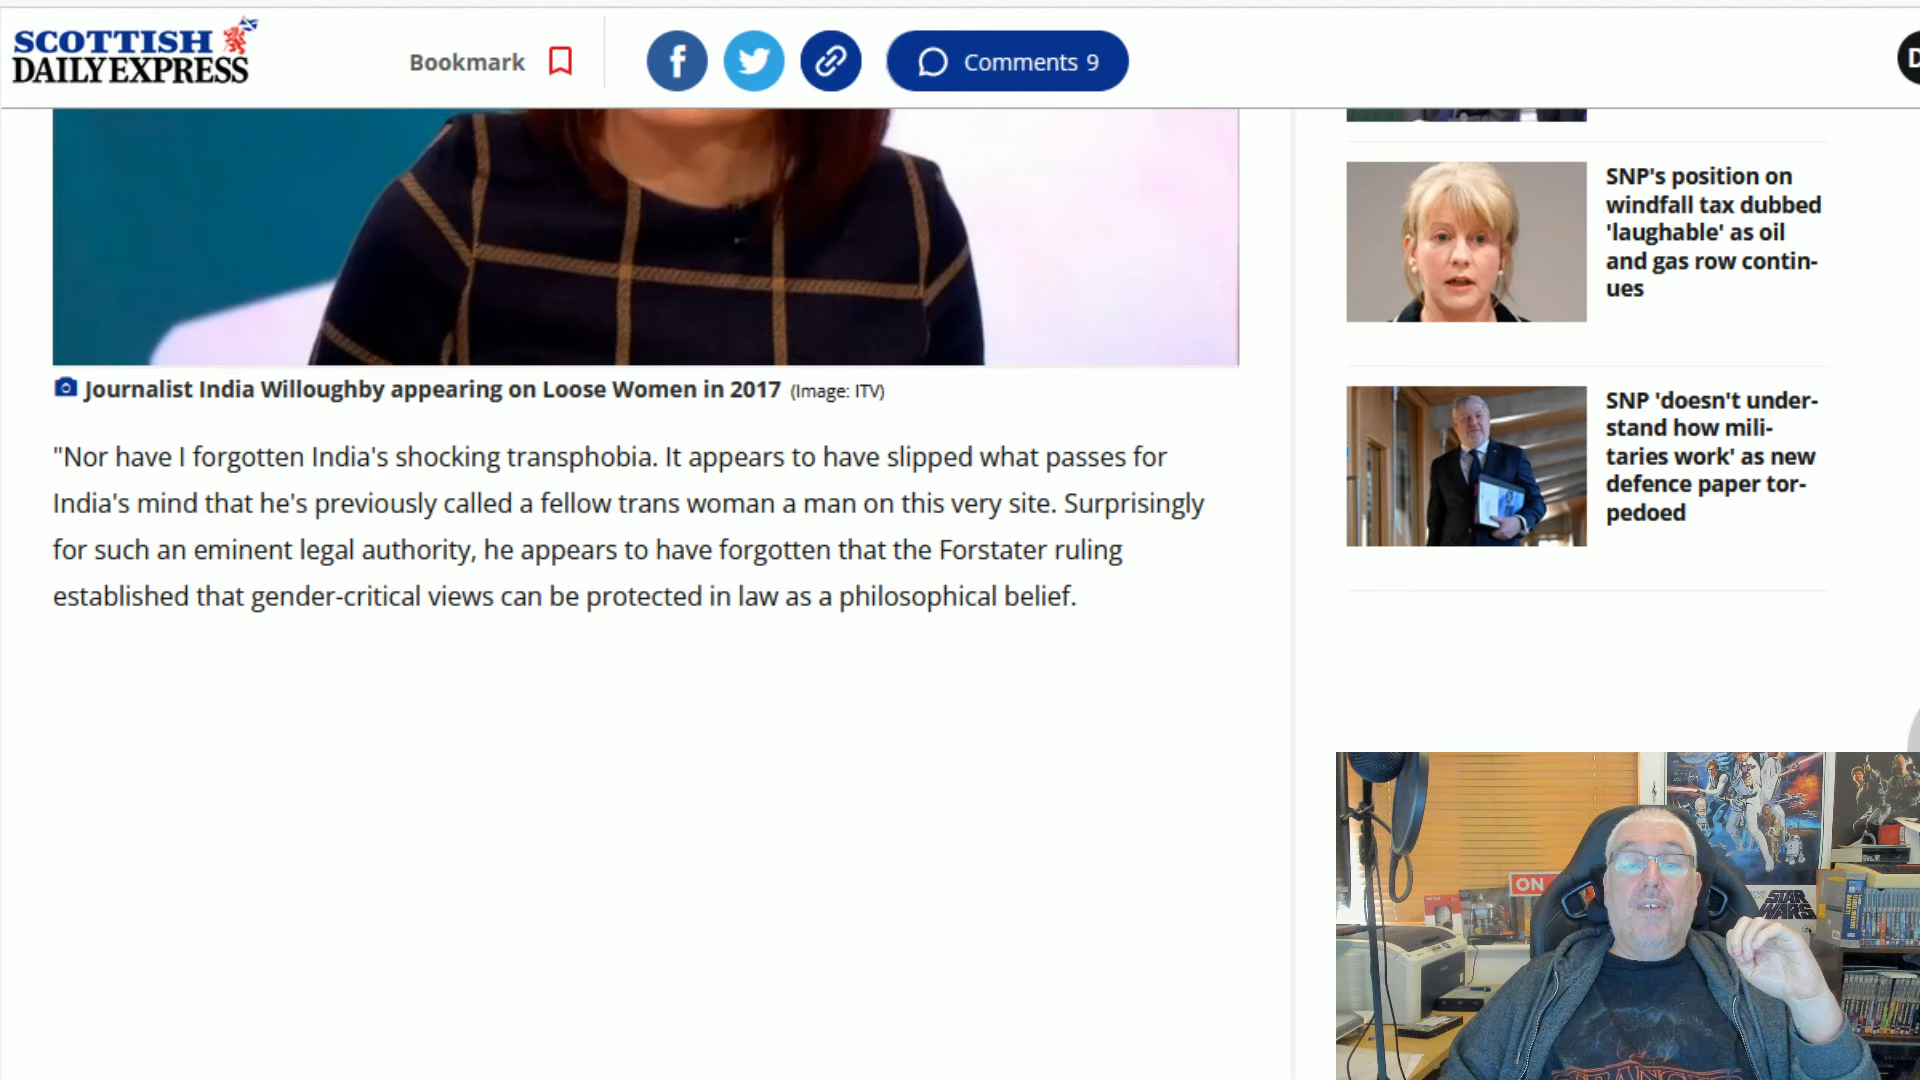 SCOTTISH
DAILY EXPRESS
Bookmark
Comments 9
Journalist India Willoughby appearing on Loose Women in 2017 (Image: ITV)
"Nor have I forgotten India's shocking transphobia. It appears to have slipped what passes for
India's mind that he's previously called a fellow trans woman a man on this very site. Surprisingly
for such an eminent legal authority, he appears to have forgotten that the Forstater ruling
established that gender-critical views can be protected in law as a philosophical belief.
SNP's position on
windfall tax dubbed
'laughable' as oil
and gas row contin-
ues
SNP 'doesn't under-
stand how mili-
taries work' as new
defence paper tor-
pedoed
ON
STAR
WARS